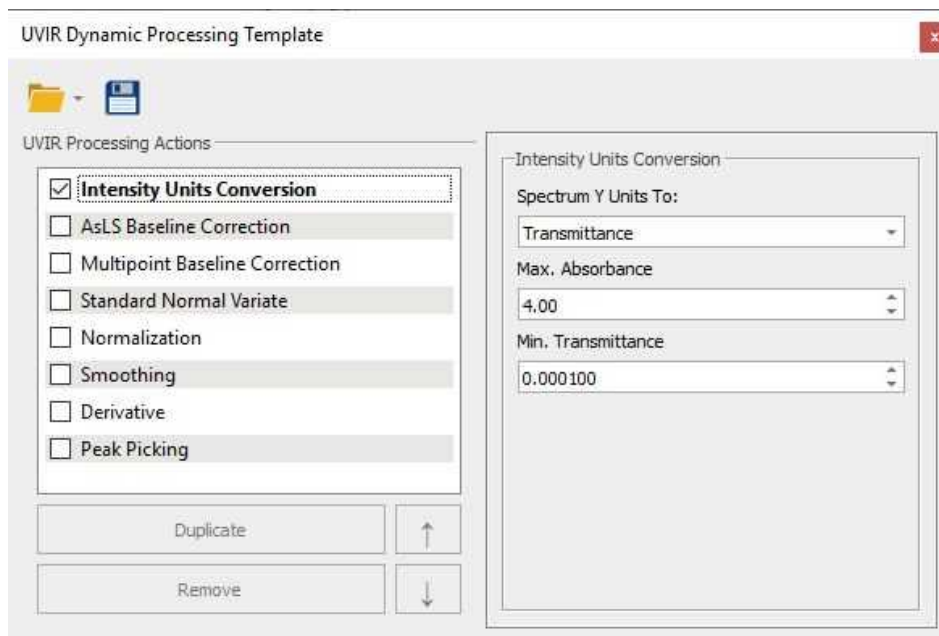 UVIR Dynamic Processing Template
x
UVIR Processing Actions
Intensity Units Conversion
AsLS Baseline Correction
Multipoint Baseline Correction
Standard Normal Variate
Normalization
Smoothing
Derivative
Peak Picking
Duplicate
↑
Remove
↓
Intensity Units Conversion
Spectrum Y Units To:
Transmittance
Max. Absorbance
4.00
Min. Transmittance
0.000100